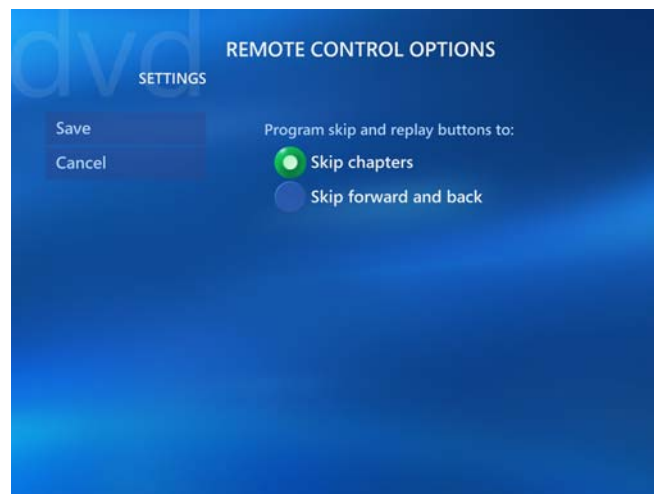 dvd
REMOTE CONTROL OPTIONS
SETTINGS
Save
Cancel
Program skip and replay buttons to:
Skip chapters
Skip forward and back